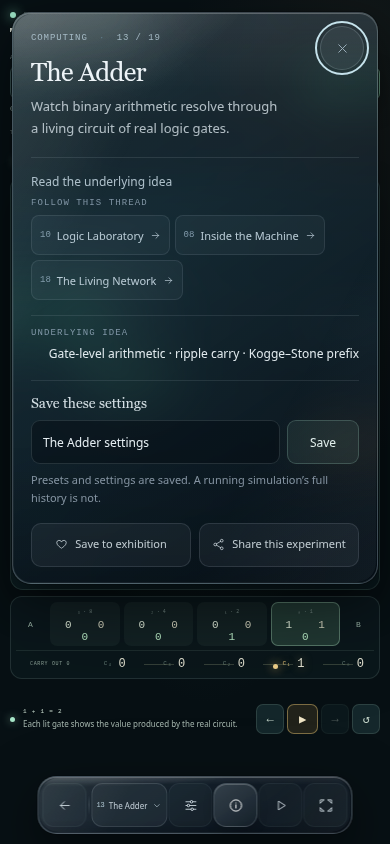 COMPUTING · 13 / 19
The Adder
Watch binary arithmetic resolve through
a living circuit of real logic gates.
Read the underlying idea
FOLLOW THIS THREAD
10 Logic Laboratory →
08 Inside the Machine →
18 The Living Network →
UNDERLYING IDEA
Gate-level arithmetic · ripple carry · Kogge–Stone prefix
Save these settings
The Adder settings
Save
Presets and settings are saved. A running simulation's full
history is not.
Save to exhibition
Share this experiment
A
0 0
0
0 0
0
0 0
1
1 1
0
B
CARRY OUT 0
0
0
0
1
0
1 + 1 = 2
Each lit gate shows the value produced by the real circuit.
13 The Adder